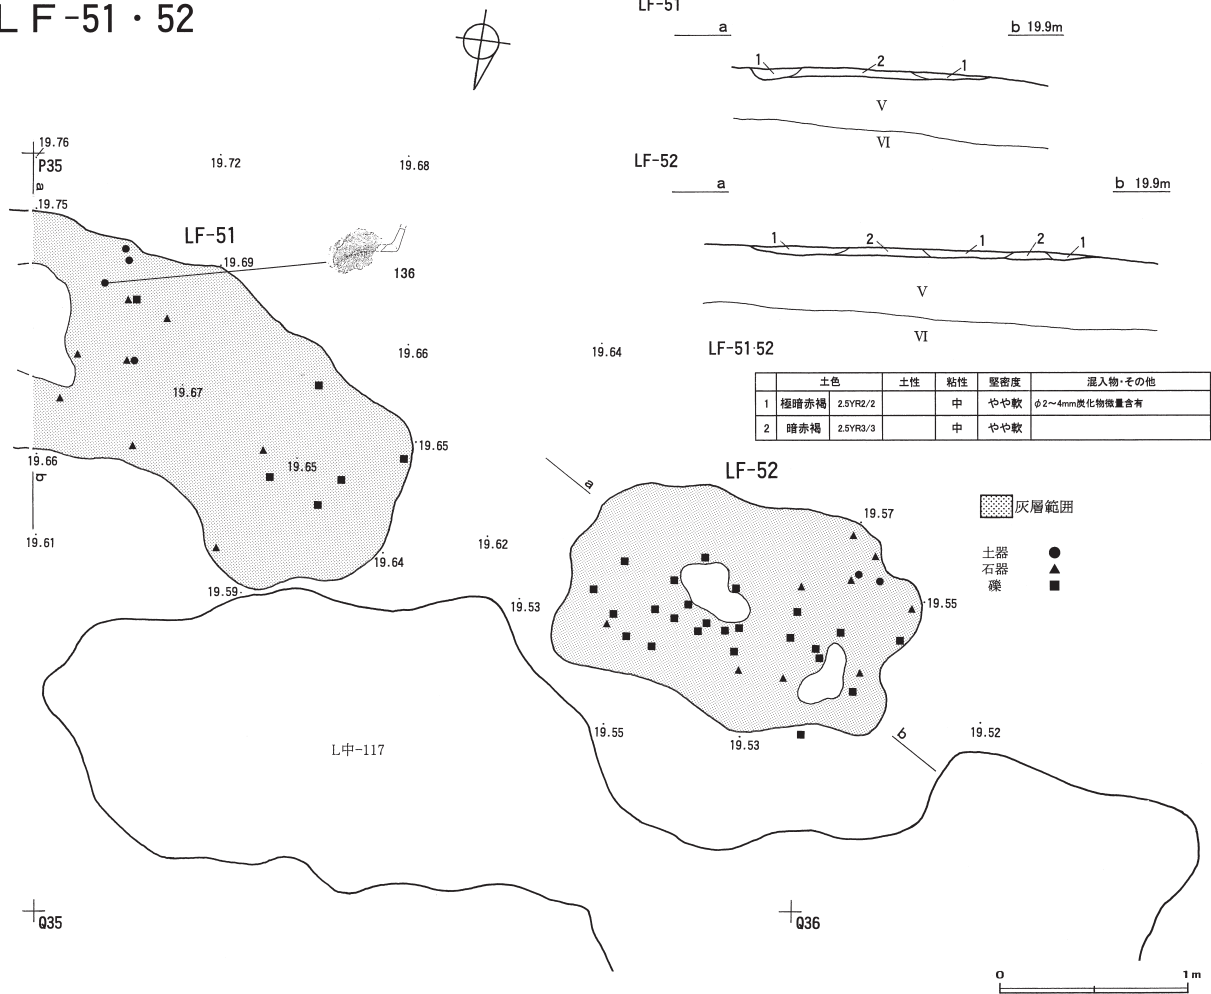 LF-51・52
LF-51
a
b 19.9m
1
2
1
V
VI
LF-52
a
b 19.9m
1
2
1
2
1
V
VI
LF-51・52
土色 土性 粘性 堅密度 混入物・その他
1 極暗赤褐 2.5YR2/2 中 やや軟 φ2〜4mm炭化物微量含有
2 暗赤褐 2.5YR3/3 中 やや軟
19.76
P35
a
19.72
19.68
19.75
LF-51
19.69
136
19.66
19.64
19.67
19.65
19.65
19.66
b
19.61
19.62
19.64
19.59
19.53
LF-52
a
19.57
19.55
灰層範囲
土器
石器
礫
19.55
19.53
b
19.52
L中-117
Q35
Q36
0 1m